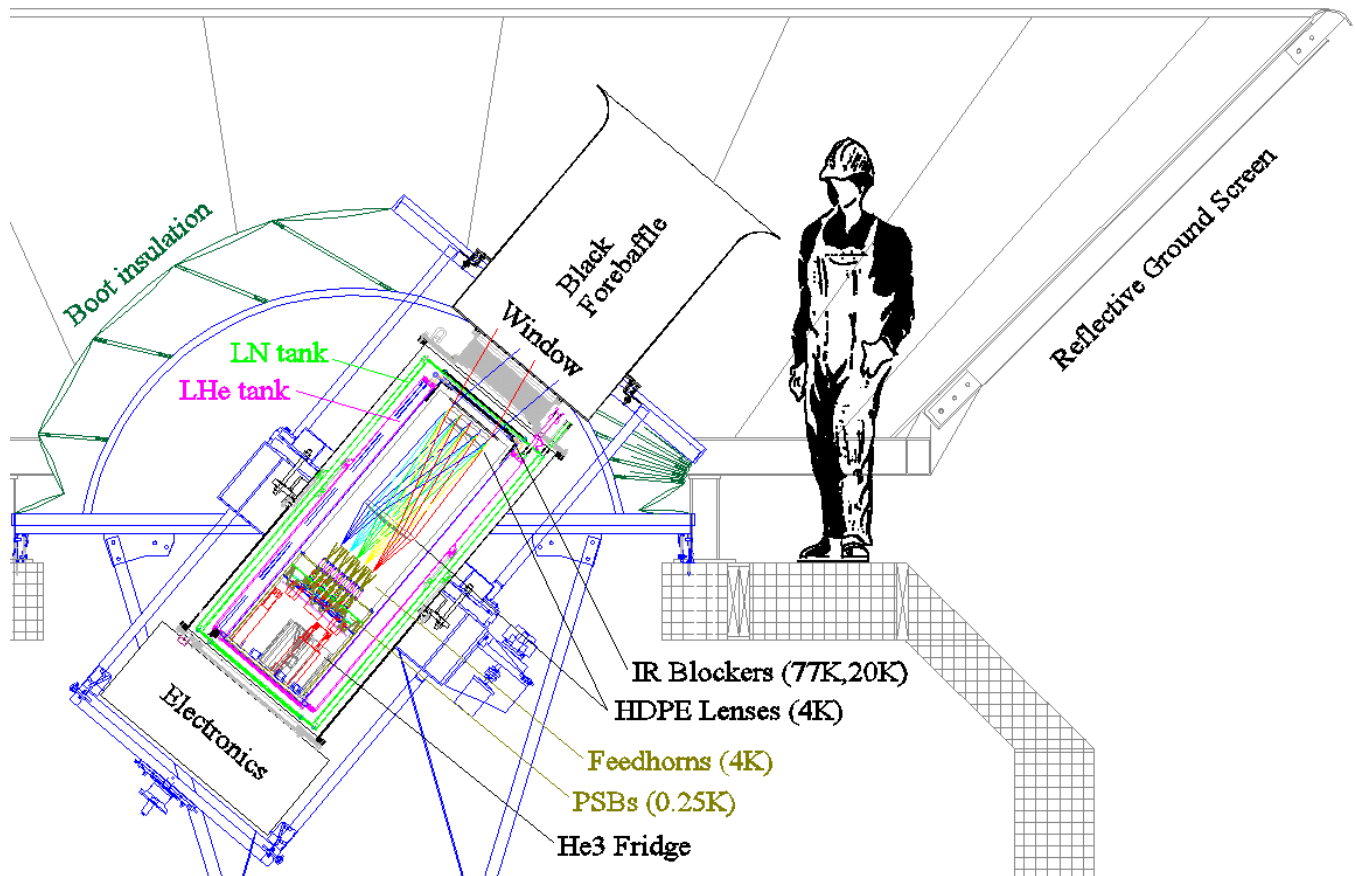 Boot insulation
LN tank
LHe tank
Window
Black
Forebaffle
Reflective Ground Screen
Electronics
IR Blockers (77K,20K)
HDPE Lenses (4K)
Feedhorns (4K)
PSBs (0.25K)
He3 Fridge